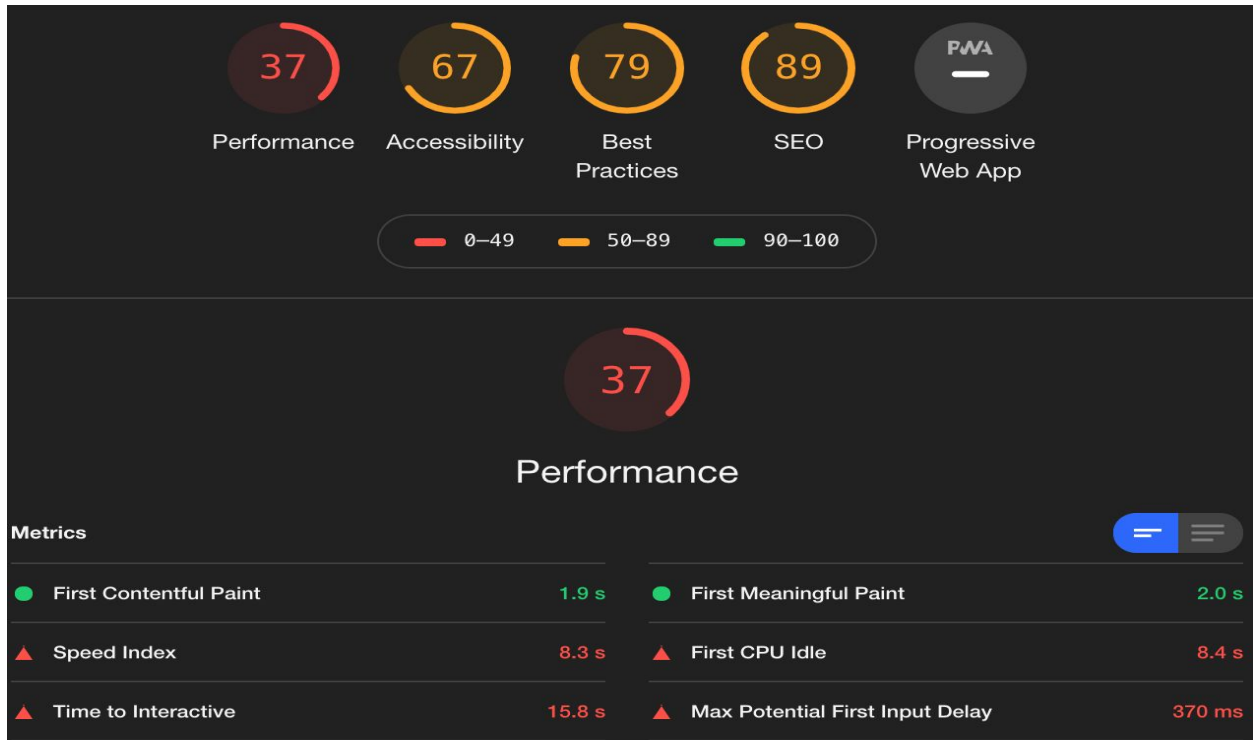 37 67 79 89 PWA
Performance Accessibility Best SEO Progressive
Practices Web App
0–49 50–89 90–100
37
Performance
Metrics
First Contentful Paint 1.9 s First Meaningful Paint 2.0 s
Speed Index 8.3 s First CPU Idle 8.4 s
Time to Interactive 15.8 s Max Potential First Input Delay 370 ms